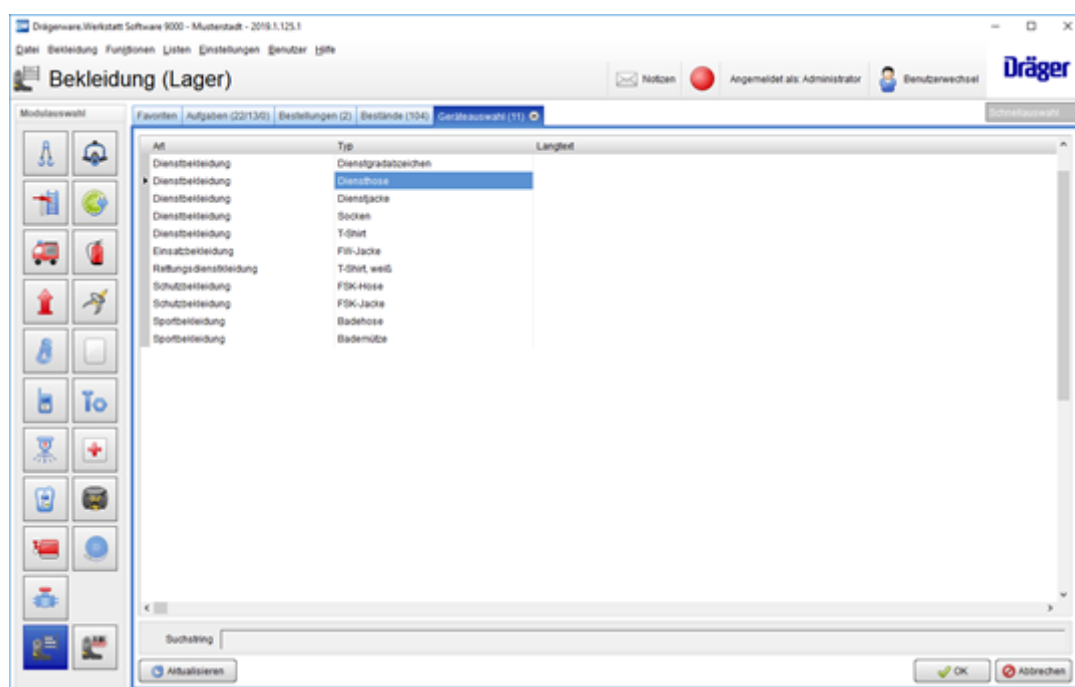 Drägerware.Werkstatt Software 9000 - Musterstadt - 2019.1.125.1
Datei Bekleidung Funktionen Listen Einstellungen Benutzer Hilfe
Bekleidung (Lager) Notizen Angemeldet als: Administrator Benutzerwechsel Dräger
Modulauswahl Favoriten Aufgaben (22/13/0) Bestellungen (2) Bestände (104) Geräteauswahl (11) Schnellauswahl
Art Typ Langtext
Dienstbekleidung Dienstgradabzeichen
Dienstbekleidung Diensthose
Dienstbekleidung Dienstjacke
Dienstbekleidung Socken
Dienstbekleidung T-Shirt
Einsatzbekleidung FW-Jacke
Rettungsdienstkleidung T-Shirt, weiß
Schutzbekleidung FSK-Hose
Schutzbekleidung FSK-Jacke
Sportbekleidung Badehose
Sportbekleidung Bademütze
Suchstring
Aktualisieren OK Abbrechen